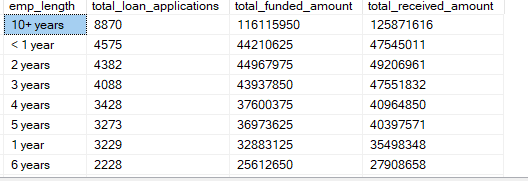 emp_length total_loan_applications total_funded_amount total_received_amount
10+ years 8870 116115950 125871616
< 1 year 4575 44210625 47545011
2 years 4382 44967975 49206961
3 years 4088 43937850 47551832
4 years 3428 37600375 40964850
5 years 3273 36973625 40397571
1 year 3229 32883125 35498348
6 years 2228 25612650 27908658